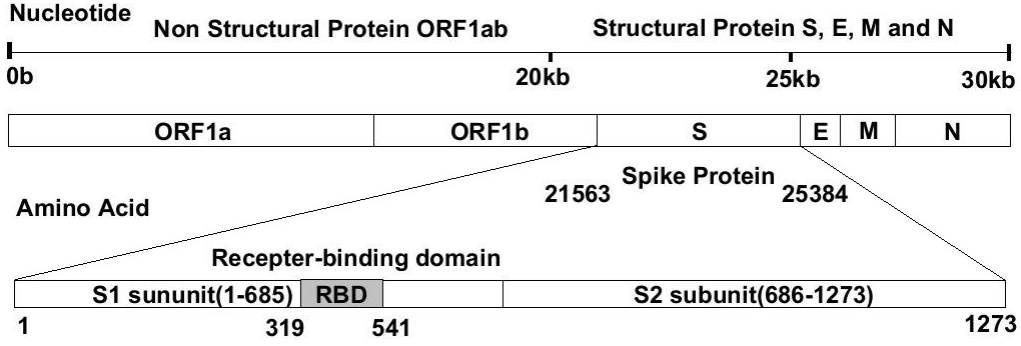 Nucleotide
Non Structural Protein ORF1ab Structural Protein S, E, M and N
0b 20kb 25kb 30kb
ORF1a ORF1b S E M N
Spike Protein
21563 25384
Amino Acid
Recepter-binding domain
S1 sununit(1-685) RBD S2 subunit(686-1273)
1 319 541 1273